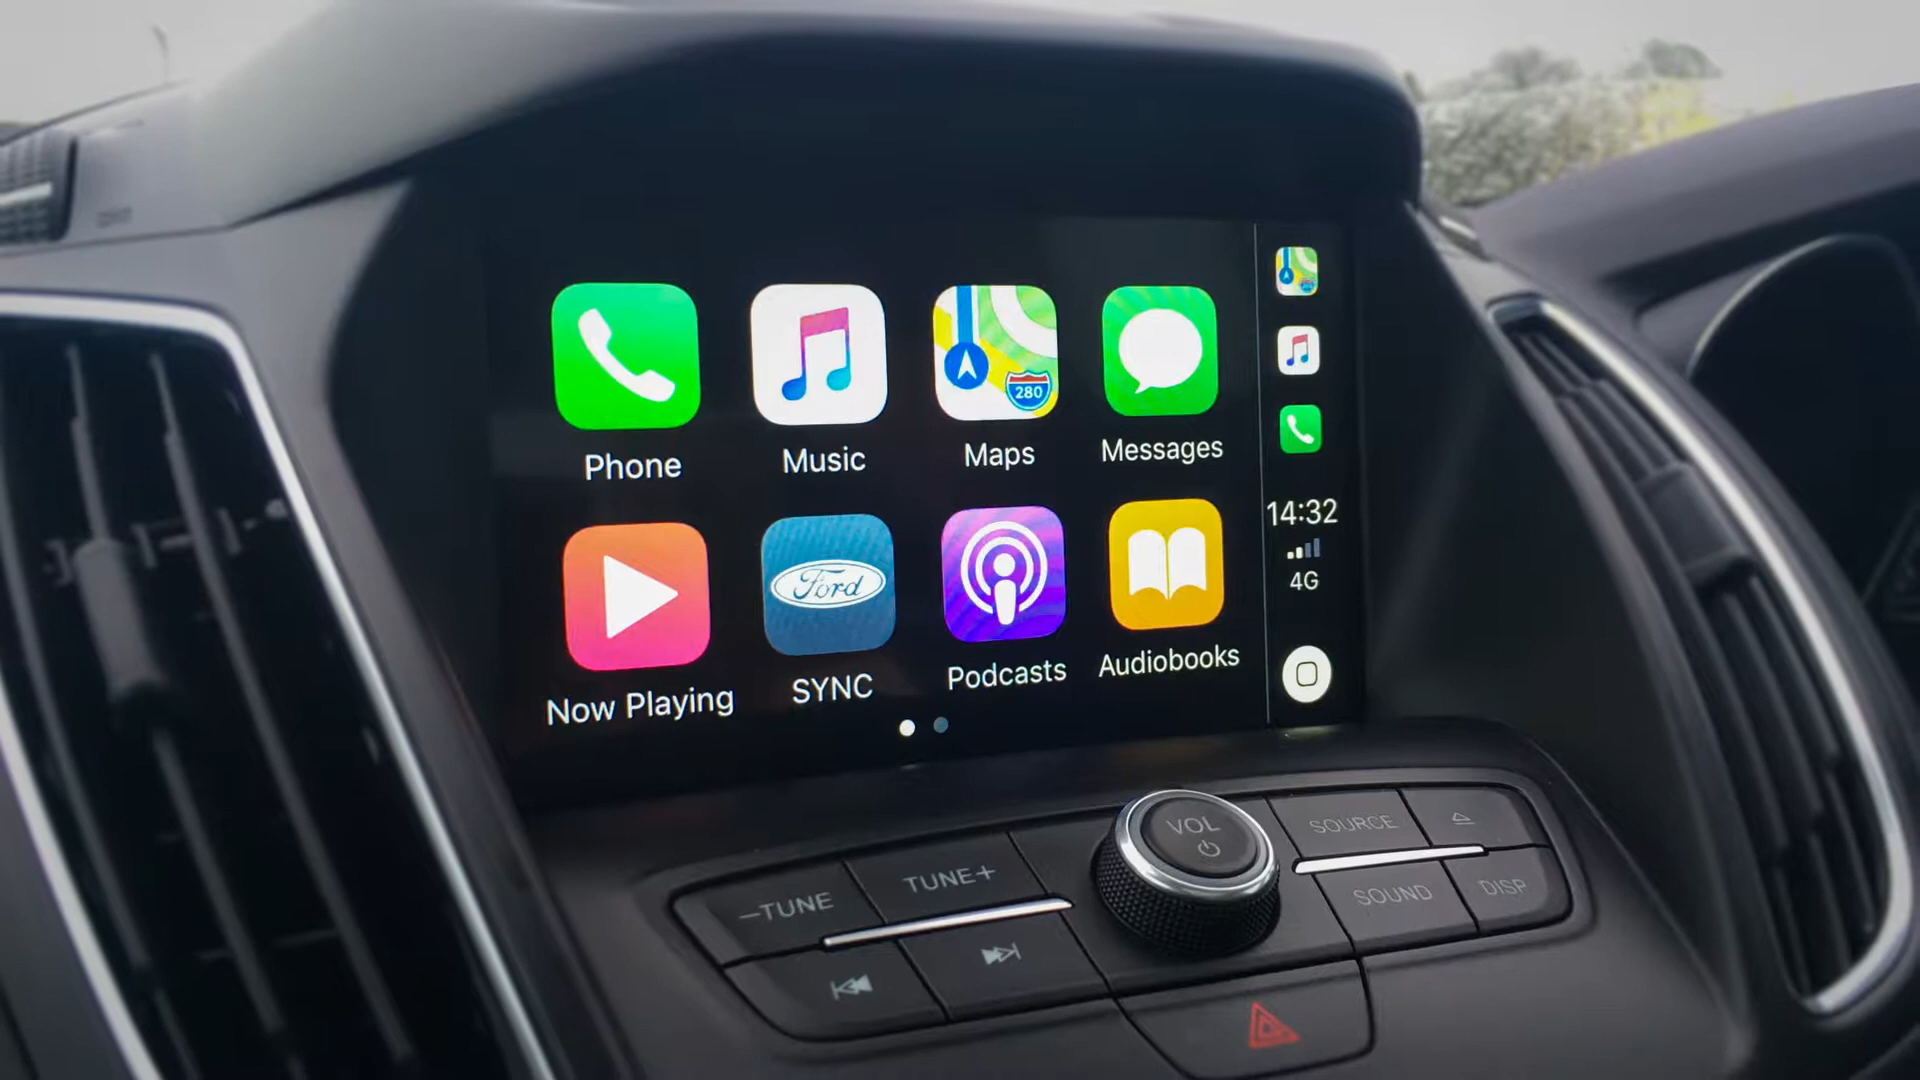 Phone
Music
280
Maps
Messages
280
14:32
4G
Now Playing
Ford
SYNC
Podcasts
Audiobooks
VOL
SOURCE
–TUNE
TUNE+
SOUND
DISP